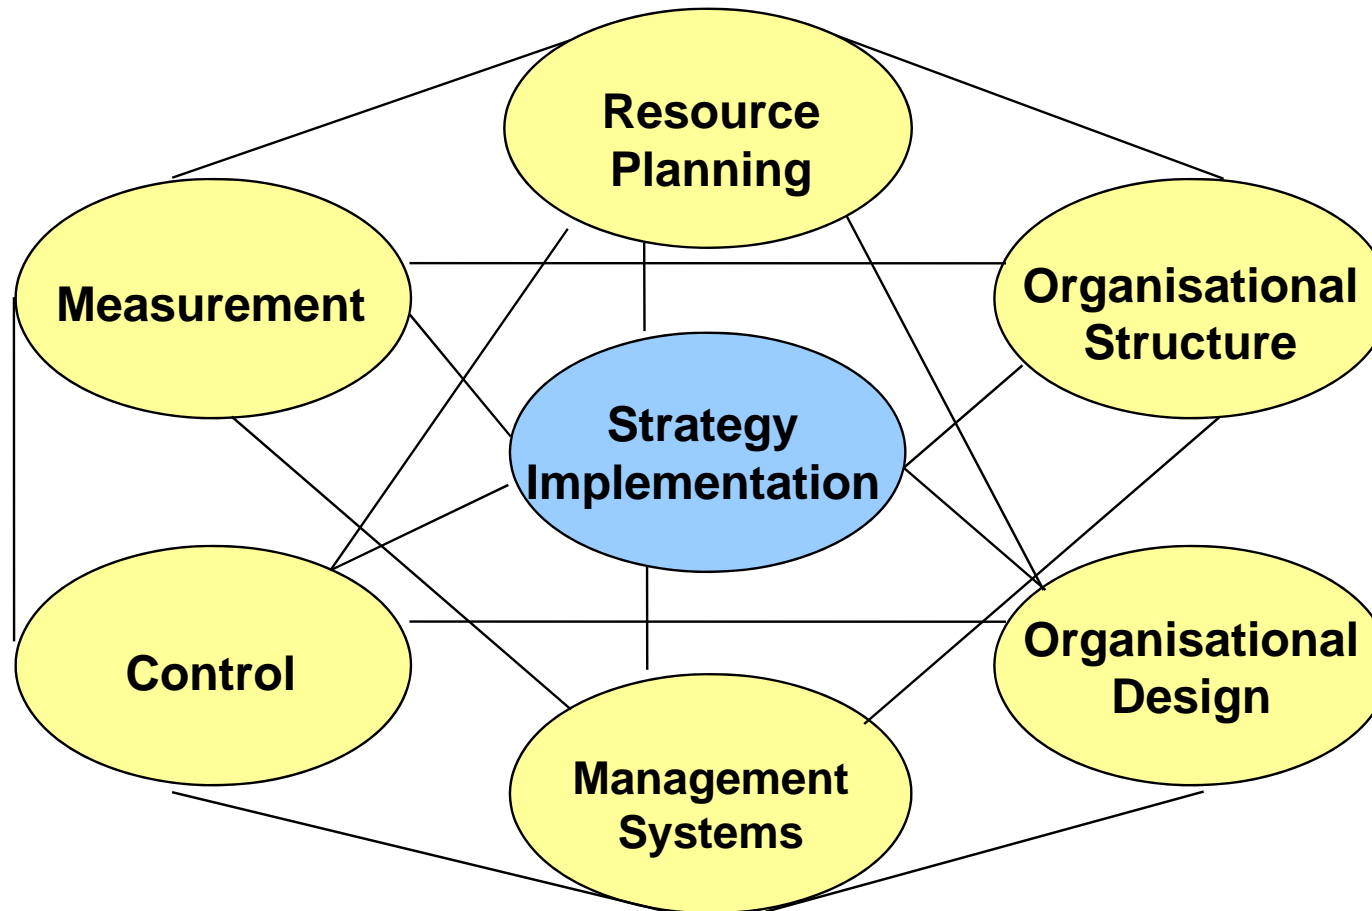 Resource
Planning
Measurement
Organisational
Structure
Strategy
Implementation
Control
Organisational
Design
Management
Systems